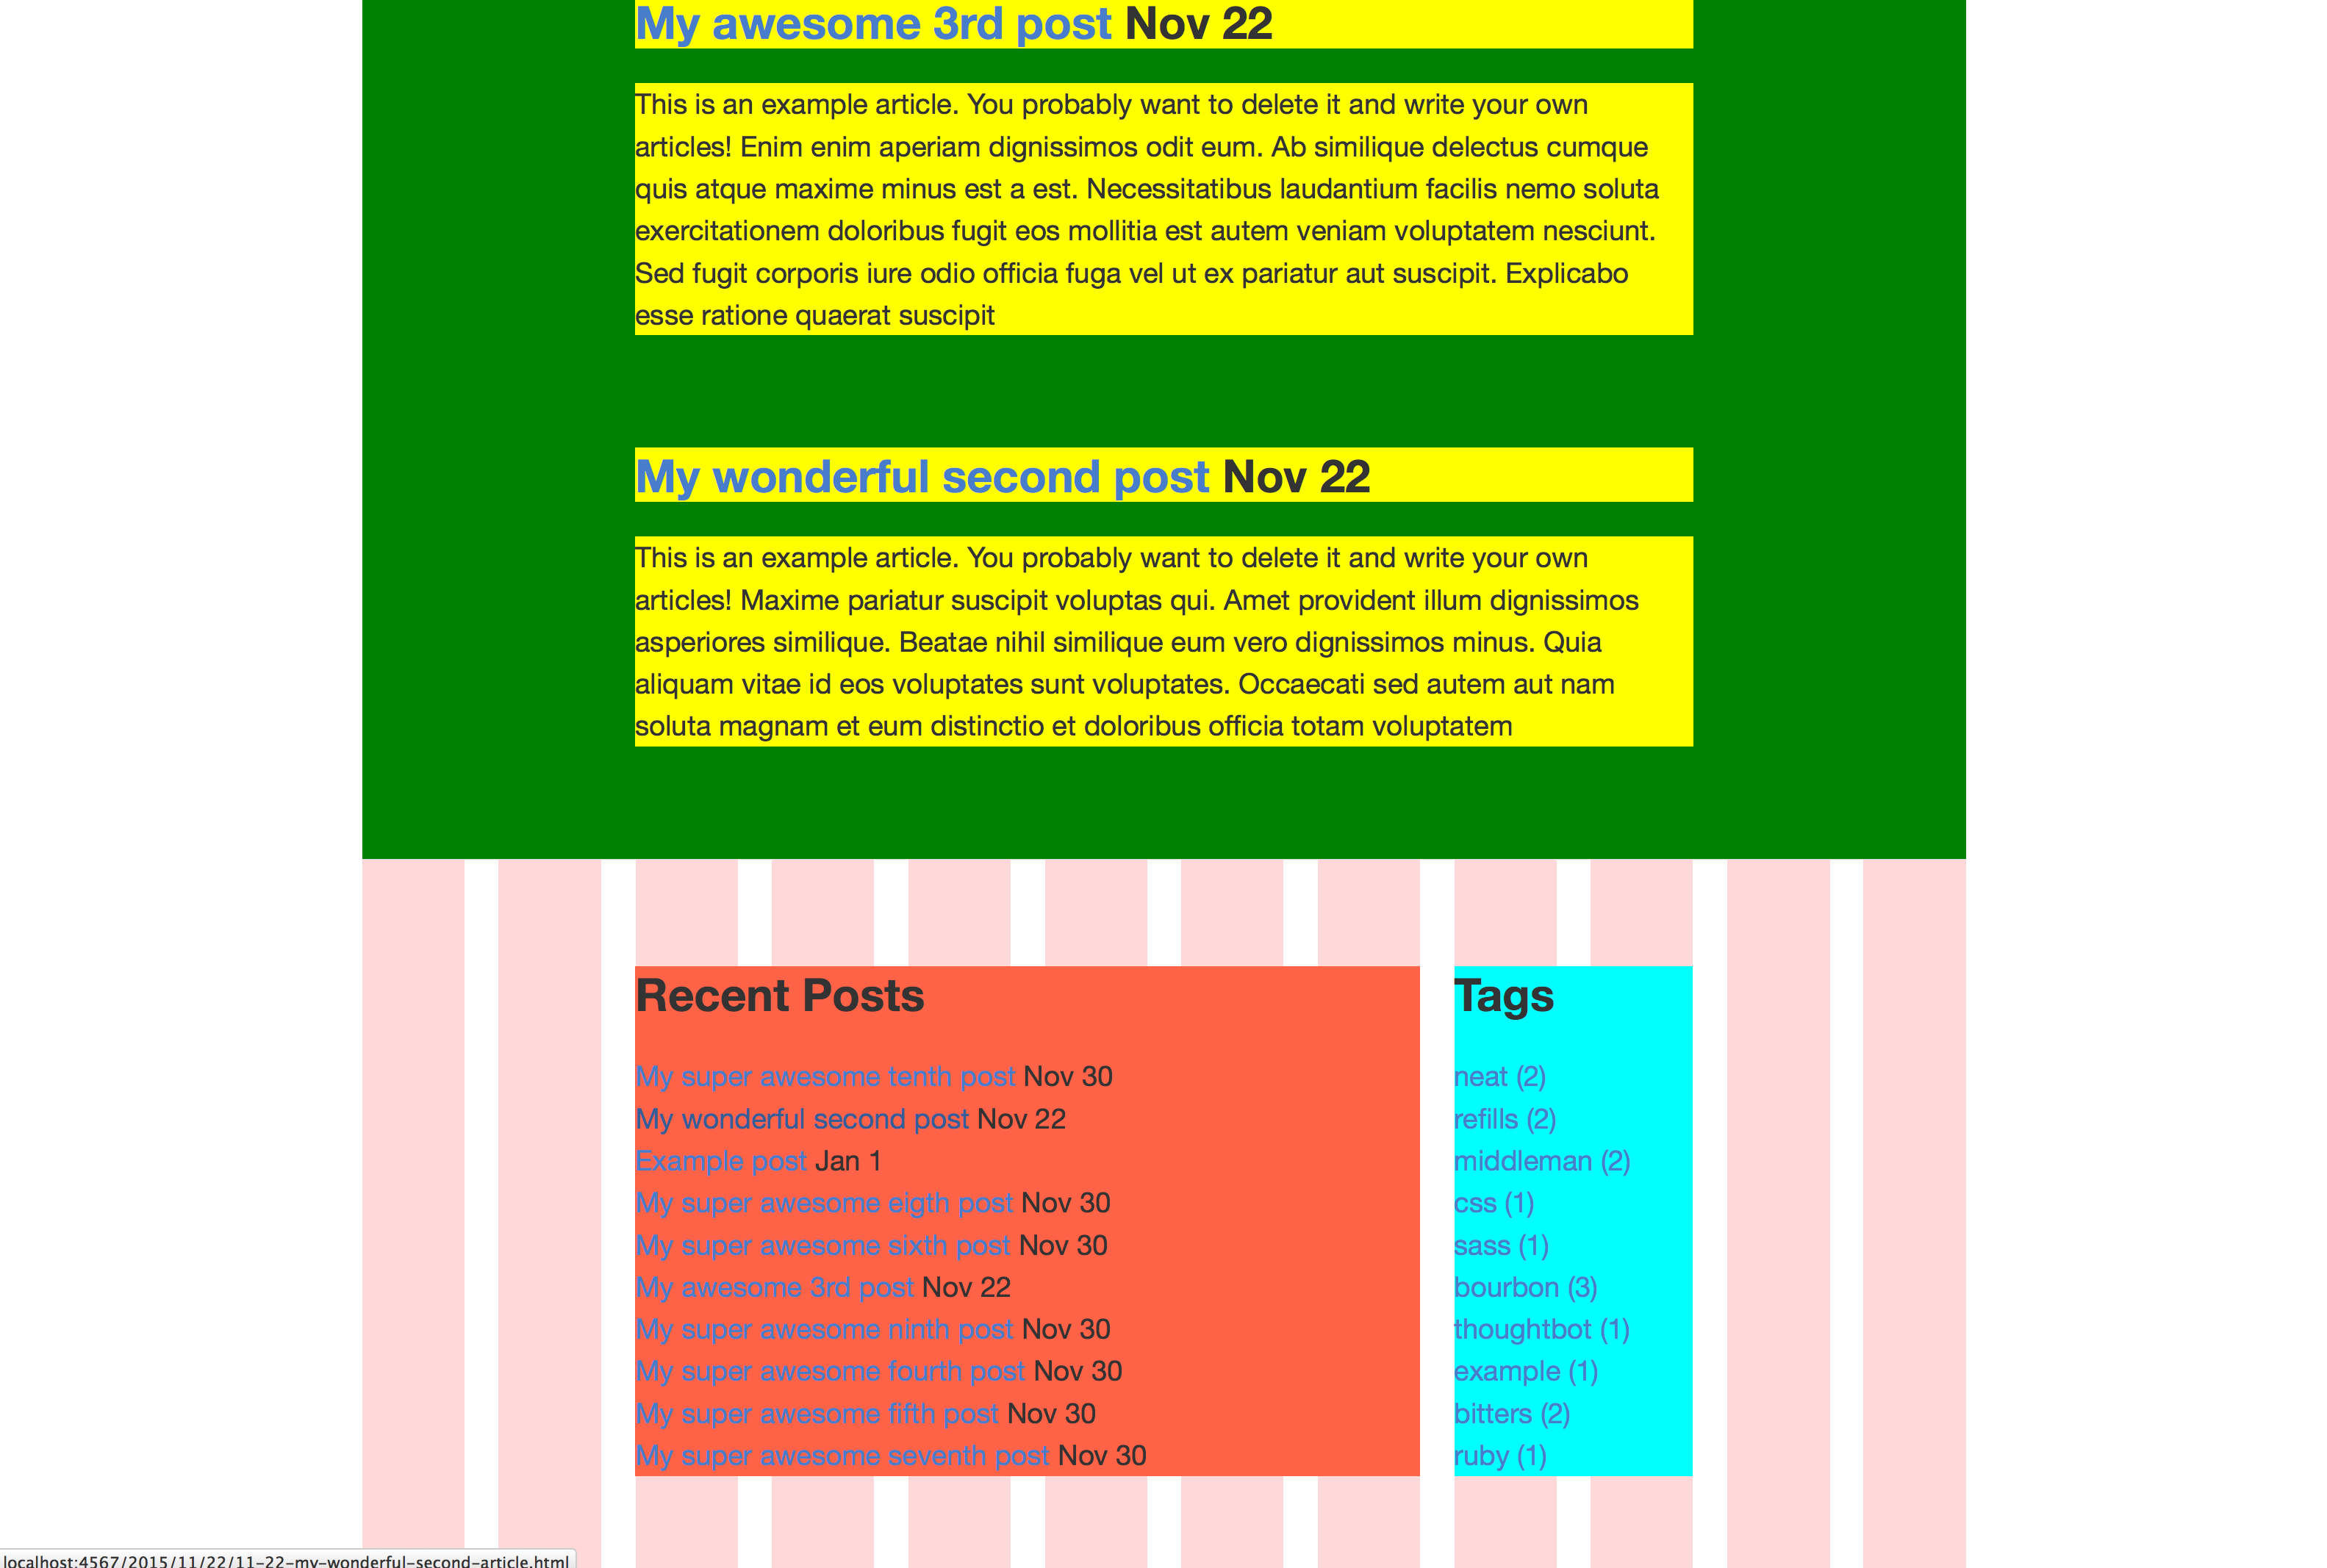 My awesome 3rd post Nov 22
This is an example article. You probably want to delete it and write your own
articles! Enim enim aperiam dignissimos odit eum. Ab similique delectus cumque
quis atque maxime minus est a est. Necessitatibus laudantium facilis nemo soluta
exercitationem doloribus fugit eos mollitia est autem veniam voluptatem nesciunt.
Sed fugit corporis iure odio officia fuga vel ut ex pariatur aut suscipit. Explicabo
esse ratione quaerat suscipit
My wonderful second post Nov 22
This is an example article. You probably want to delete it and write your own
articles! Maxime pariatur suscipit voluptas qui. Amet provident illum dignissimos
asperiores similique. Beatae nihil similique eum vero dignissimos minus. Quia
aliquam vitae id eos voluptates sunt voluptates. Occaecati sed autem aut nam
soluta magnam et eum distinctio et doloribus officia totam voluptatem
Recent Posts
My super awesome tenth post Nov 30
My wonderful second post Nov 22
Example post Jan 1
My super awesome eigth post Nov 30
My super awesome sixth post Nov 30
My awesome 3rd post Nov 22
My super awesome ninth post Nov 30
My super awesome fourth post Nov 30
My super awesome fifth post Nov 30
My super awesome seventh post Nov 30
Tags
neat (2)
refills (2)
middleman (2)
css (1)
sass (1)
bourbon (3)
thoughtbot (1)
example (1)
bitters (2)
ruby (1)
localhost:4567/2015/11/22/11-22-my-wonderful-second-article.html